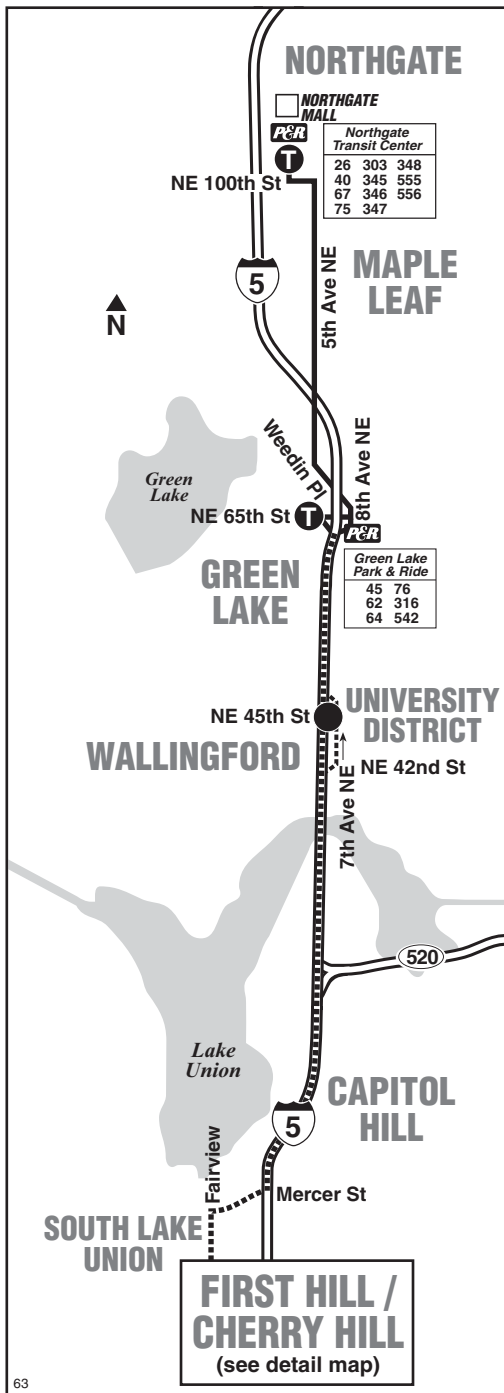 NORTHGATE
NORTHGATE
MALL
P&R
T
Northgate
Transit Center
26 303 348
40 345 555
67 346 556
75 347
NE 100th St
5th Ave NE
MAPLE
LEAF
5
N
Green
Lake
Weedin Pl
8th Ave NE
NE 65th St
T
P&R
GREEN
LAKE
Green Lake
Park & Ride
45 76
62 316
64 542
NE 45th St
UNIVERSITY
DISTRICT
WALLINGFORD
NE 42nd St
7th Ave NE
520
Lake
Union
CAPITOL
HILL
5
Fairview
Mercer St
SOUTH LAKE
UNION
FIRST HILL /
CHERRY HILL
(see detail map)
63